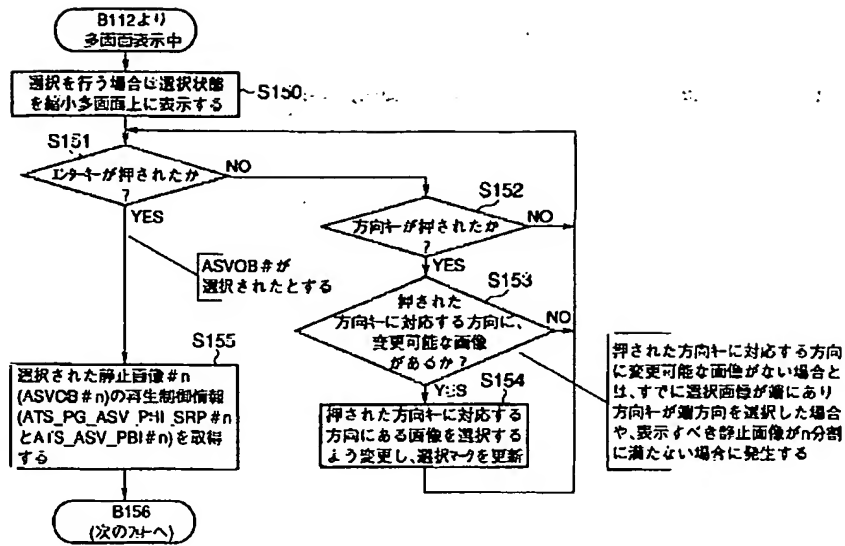 B112より
多画面表示中
選択を行う場合は選択状態
を縮小多画面上に表示する
S150
S151
エンターキーが押されたか
?
NO
YES
S152
方向キーが押されたか
?
NO
YES
ASVOB#が
選択されたとする
S153
押された
方向キーに対応する方向に、
変更可能な画像
があるか?
NO
YES
S154
押された方向キーに対応する
方向にある画像を選択する
よう変更し、選択マークを更新
押された方向キーに対応する方向
に変更可能な画像がない場合と
は、すでに選択画像が端にあり
方向キーが端方向を選択した場合
や、表示すべき静止画像がn分割
に満たない場合に発生する
S155
選択された静止画像#n
(ASVOB#n)の再生制御情報
(ATS_PG_ASV_PHI_SRP#n
とATS_ASV_PBI#n)を取得
する
B156
(次のフローへ)